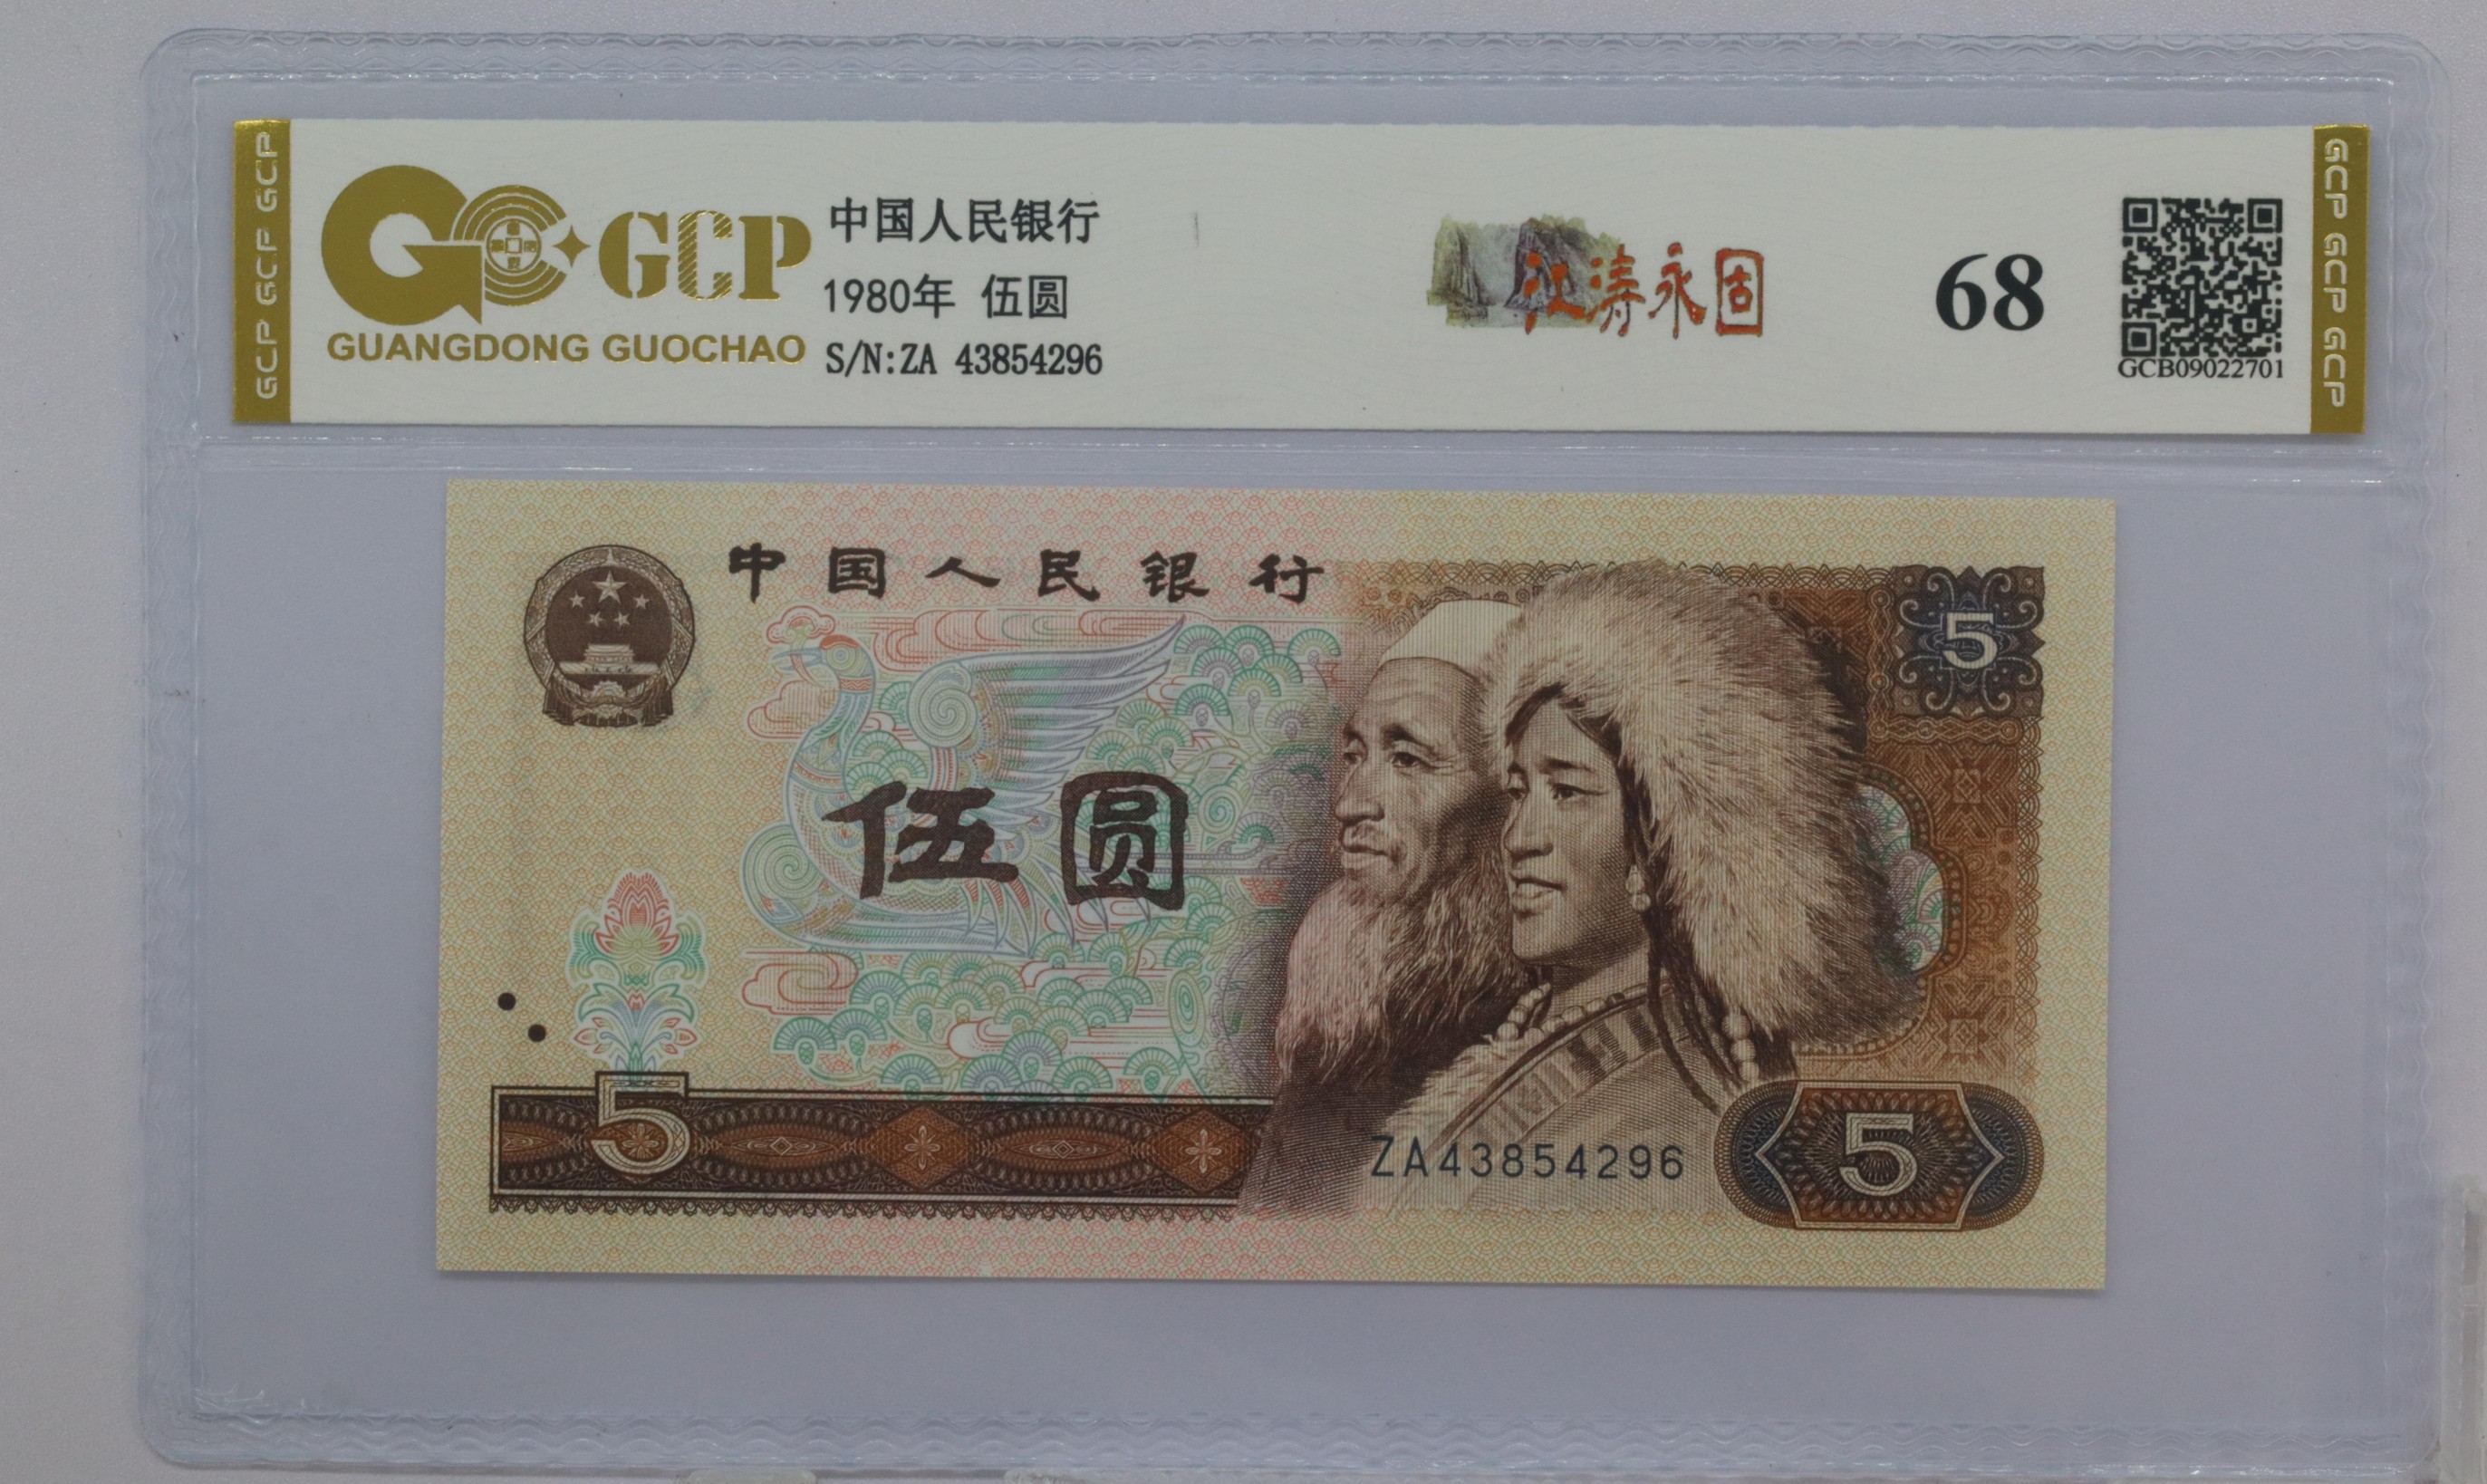 GCP GCP GCP
GCP
GUANGDONG GUOCHAO
中国人民银行
1980年 伍圆
S/N:ZA 43854296
江涛永固
68
GCB09022701
GCP GCP GCP
中国人民银行
5
伍圆
5
ZA43854296
5